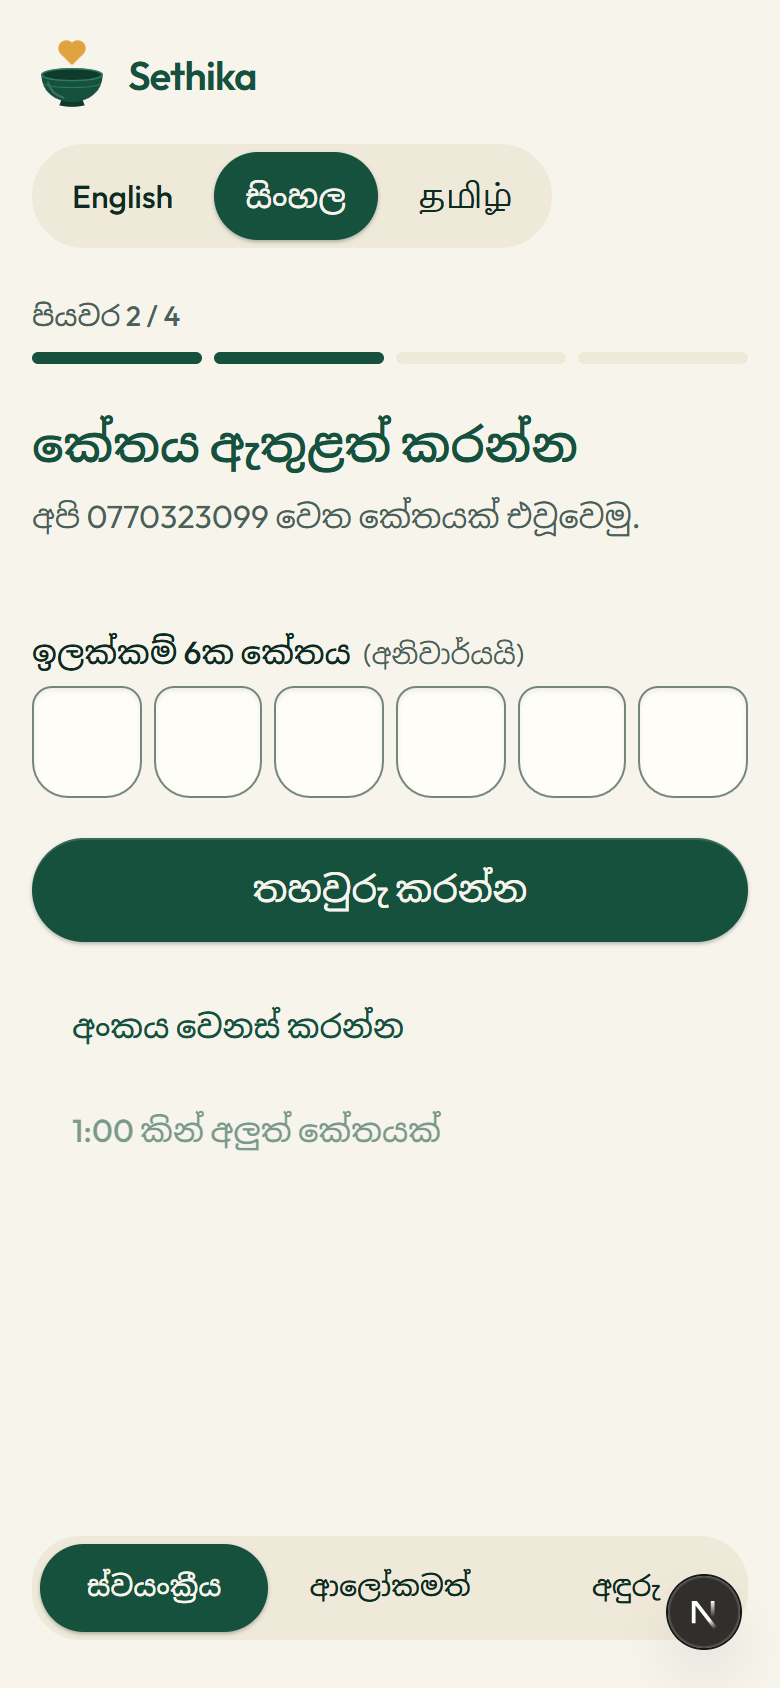 Sethika
English සිංහල தமிழ்
පියවර 2 / 4
කේතය ඇතුළත් කරන්න
අපි 0770323099 වෙත කේතයක් එවූවෙමු.
ඉලක්කම් 6ක කේතය (අනිවාර්යයි)
තහවුරු කරන්න
අංකය වෙනස් කරන්න
1:00 කින් අලුත් කේතයක්
ස්වයංක්‍රීය ආලෝකමත් අඳුරු
N